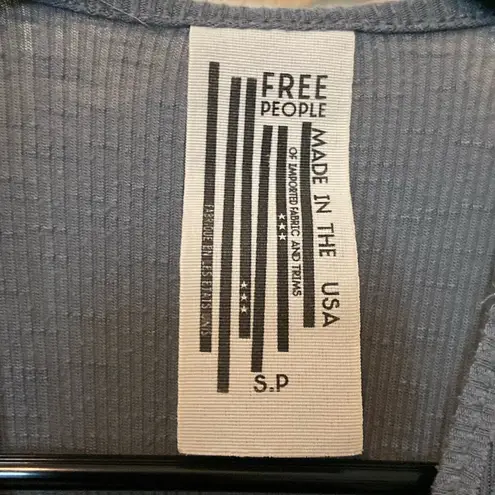 FREE
PEOPLE
MADE IN THE USA
OF IMPORTED FABRIC AND TRIMS
S.P